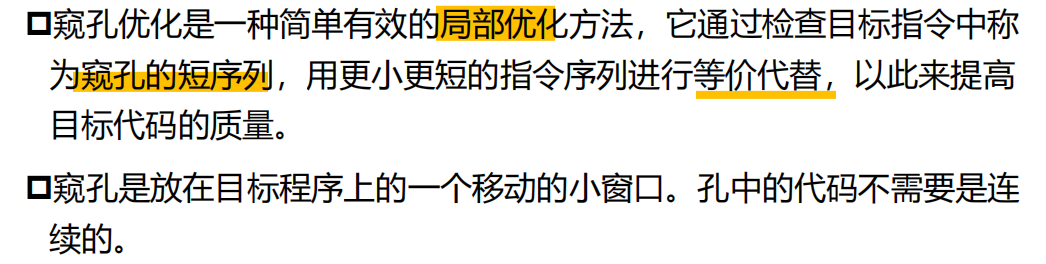 窥孔优化是一种简单有效的局部优化方法，它通过检查目标指令中称
为窥孔的短序列，用更小更短的指令序列进行等价代替，以此来提高
目标代码的质量。
窥孔是放在目标程序上的一个移动的小窗口。孔中的代码不需要是连
续的。